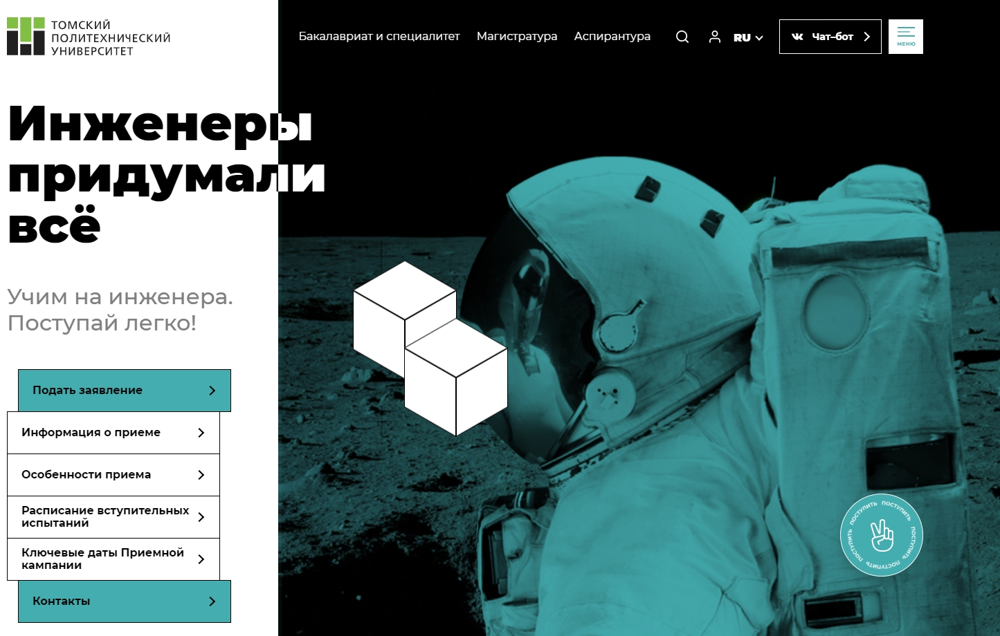 ТОМСКИЙ
ПОЛИТЕХНИЧЕСКИЙ
УНИВЕРСИТЕТ
Бакалавриат и специалитет
Магистратура
Аспирантура
RU
Чат–бот
МЕНЮ
Инженеры
придумали
всё
Учим на инженера.
Поступай легко!
Подать заявление
Информация о приеме
Особенности приема
Расписание вступительных
испытаний
Ключевые даты Приемной
кампании
Контакты
ПОСТУПИТЬ ПОСТУПИТЬ ПОСТУПИТЬ ПОСТУПИТЬ ПОСТУПИТЬ